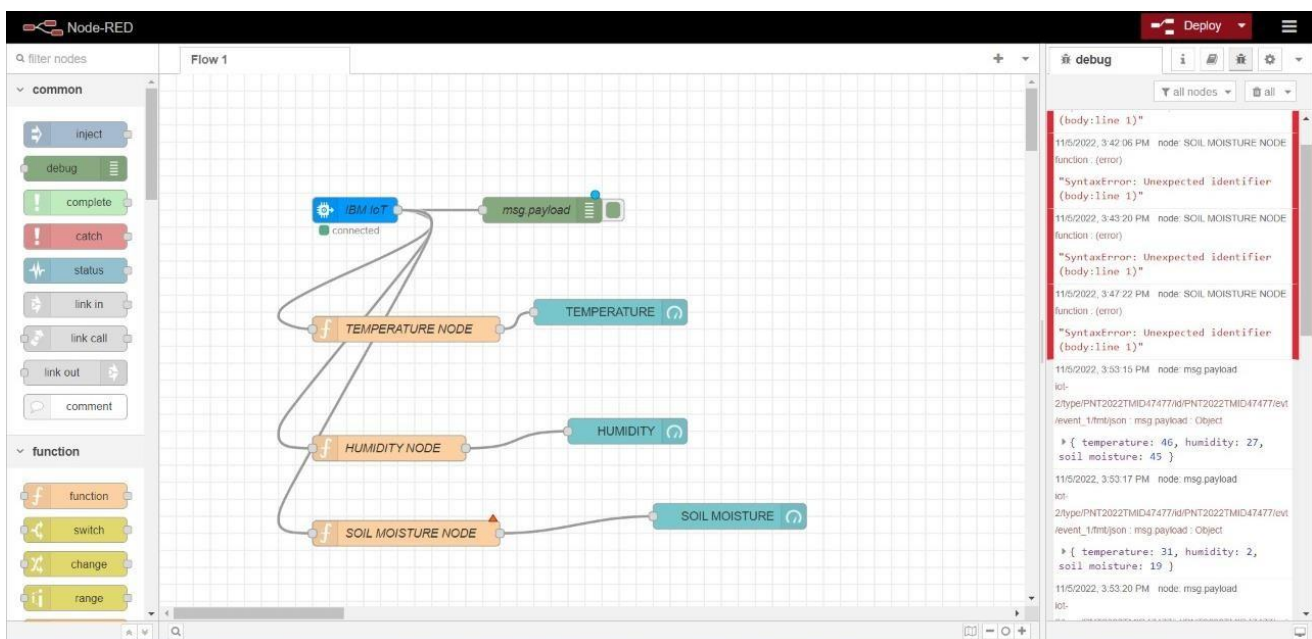 Node-RED
Deploy
filter nodes
Flow 1
debug
i
all nodes
all
common
inject
debug
complete
catch
status
link in
link call
link out
comment
function
function
switch
change
range
IBM IoT
connected
msg.payload
f TEMPERATURE NODE
TEMPERATURE
f HUMIDITY NODE
HUMIDITY
f SOIL MOISTURE NODE
SOIL MOISTURE
(body:line 1)"
11/5/2022, 3:42:06 PM node: SOIL MOISTURE NODE
function : (error)
"SyntaxError: Unexpected identifier
(body:line 1)"
11/5/2022, 3:43:20 PM node: SOIL MOISTURE NODE
function : (error)
"SyntaxError: Unexpected identifier
(body:line 1)"
11/5/2022, 3:47:22 PM node: SOIL MOISTURE NODE
function : (error)
"SyntaxError: Unexpected identifier
(body:line 1)"
11/5/2022, 3:53:15 PM node: msg.payload
iot-
2/type/PNT2022TMID47477/id/PNT2022TMID47477/evt
/event_1/fmt/json : msg.payload : Object
{ temperature: 46, humidity: 27,
soil moisture: 45 }
11/5/2022, 3:53:17 PM node: msg.payload
iot-
2/type/PNT2022TMID47477/id/PNT2022TMID47477/evt
/event_1/fmt/json : msg.payload : Object
{ temperature: 31, humidity: 2,
soil moisture: 19 }
11/5/2022, 3:53:20 PM node: msg.payload
iot-